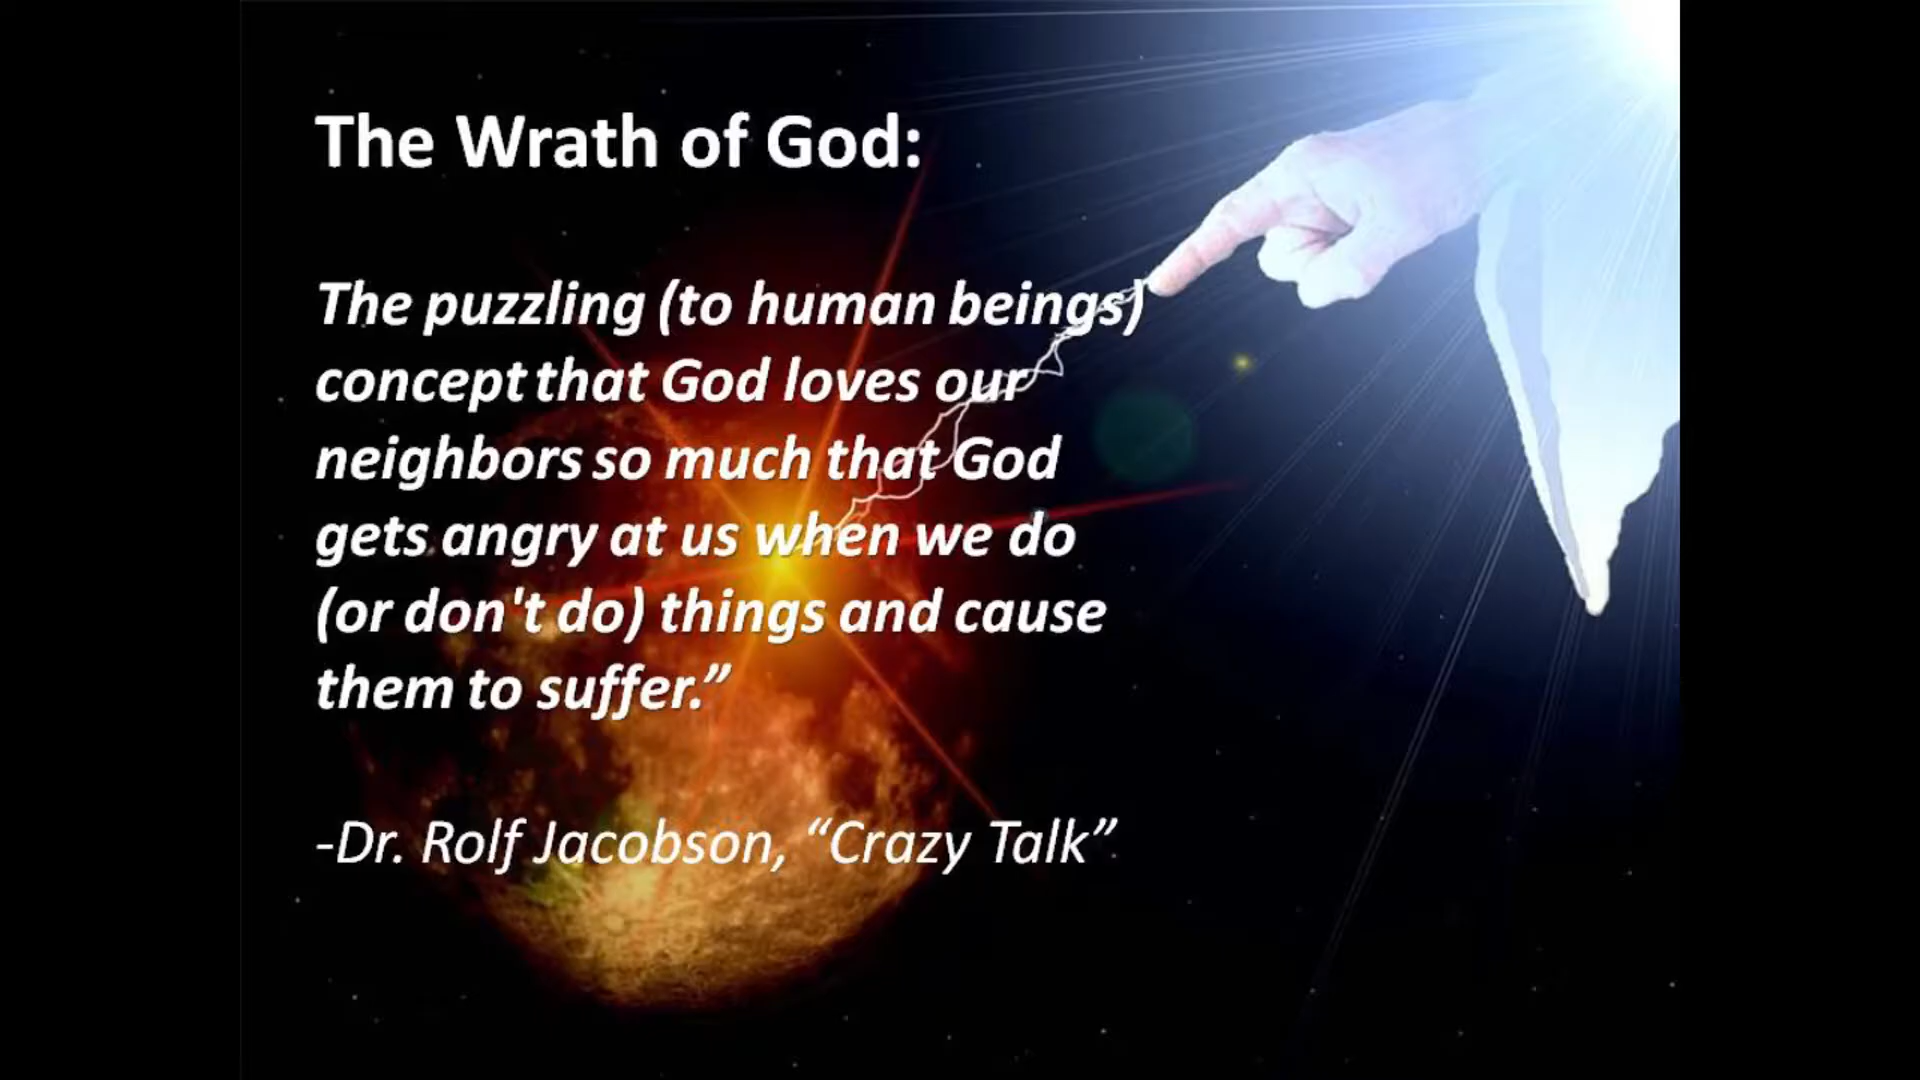 The Wrath of God:
The puzzling (to human beings)
concept that God loves our
neighbors so much that God
gets angry at us when we do
(or don't do) things and cause
them to suffer.”
-Dr. Rolf Jacobson, “Crazy Talk”